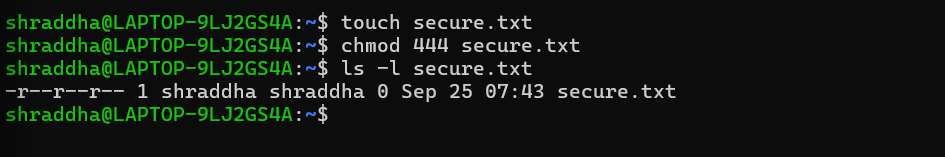 shraddha@LAPTOP-9LJ2GS4A:~$ touch secure.txt
shraddha@LAPTOP-9LJ2GS4A:~$ chmod 444 secure.txt
shraddha@LAPTOP-9LJ2GS4A:~$ ls -l secure.txt
-r--r--r-- 1 shraddha shraddha 0 Sep 25 07:43 secure.txt
shraddha@LAPTOP-9LJ2GS4A:~$